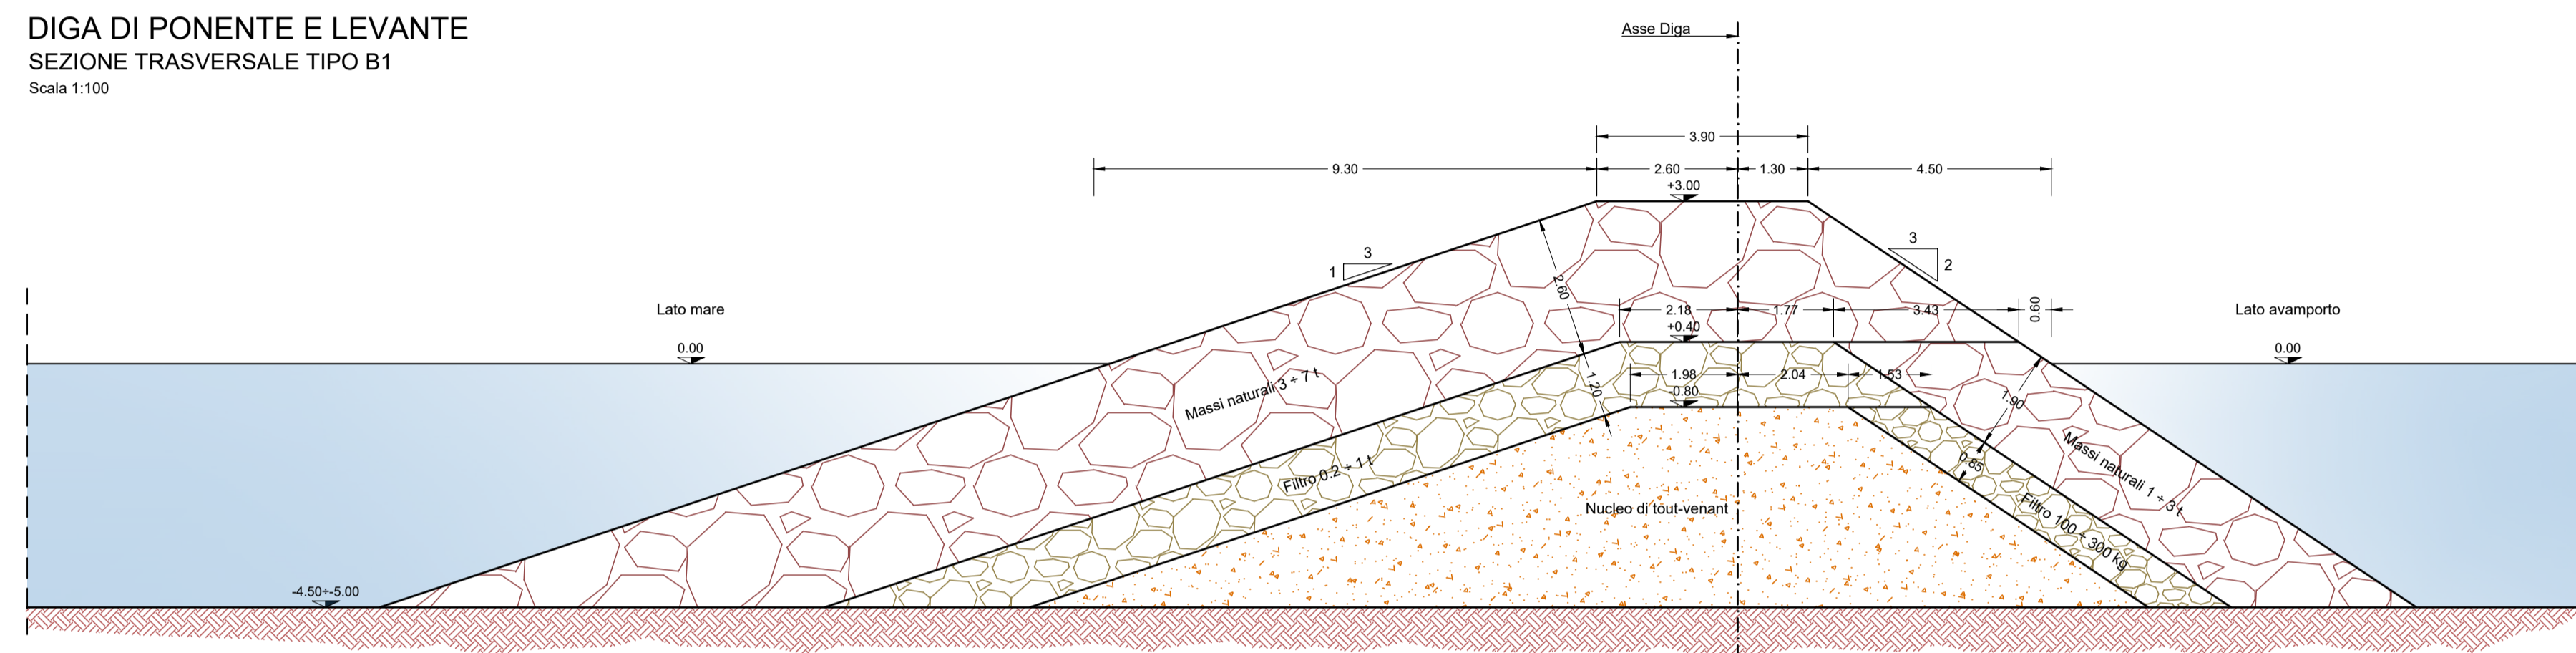 DIGA DI PONENTE E LEVANTE
SEZIONE TRASVERSALE TIPO B1
Scala 1:100
Asse Diga
3.90
9.30
2.60
1.30
4.50
+3.00
3
1
3
2
2.60
Lato mare
2.18
1.77
3.43
0.60
Lato avamporto
+0.40
0.00
0.00
1.20
1.98
2.04
1.53
-0.80
1.90
Massi naturali 3 ÷ 7 t
Filtro 0.2 ÷ 1 t
0.85
Massi naturali 1 ÷ 3 t
Nucleo di tout-venant
Filtro 100 ÷ 300 kg
-4.50÷-5.00